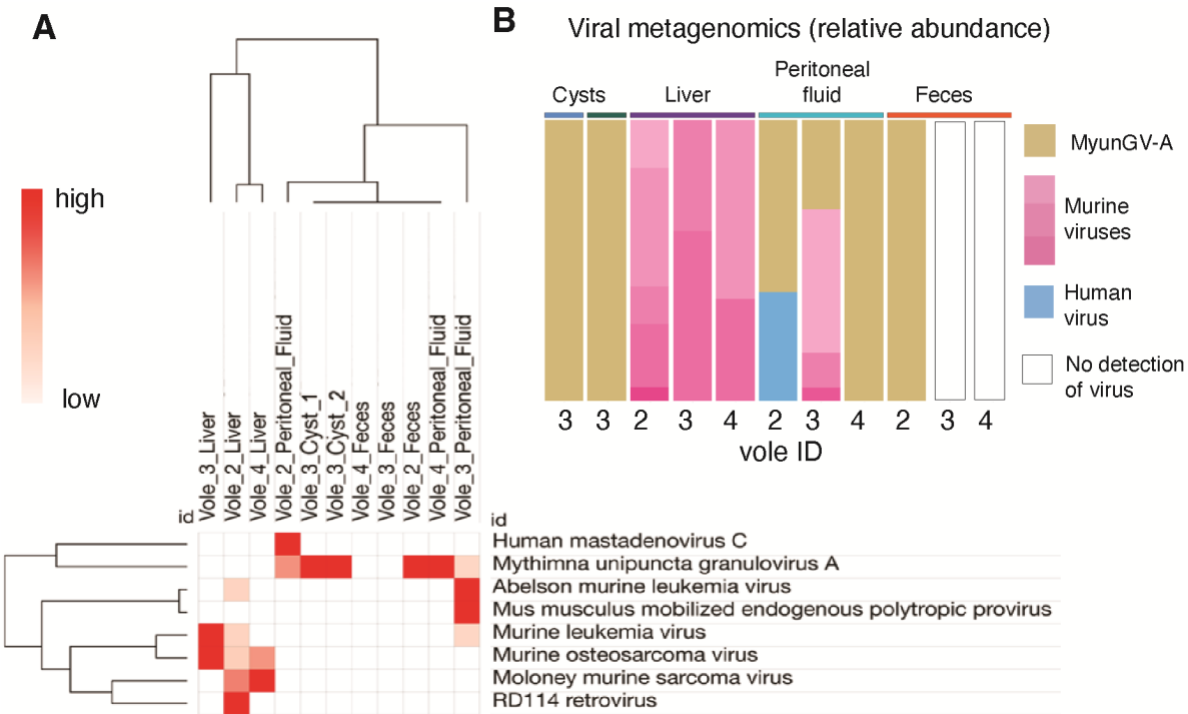 A
high
low
id
Vole_3_Liver
Vole_2_Liver
Vole_4_Liver
Vole_2_Peritoneal_Fluid
Vole_3_Cyst_1
Vole_3_Cyst_2
Vole_4_Feces
Vole_3_Feces
Vole_2_Feces
Vole_4_Peritoneal_Fluid
Vole_3_Peritoneal_Fluid
id
Human mastadenovirus C
Mythimna unipuncta granulovirus A
Abelson murine leukemia virus
Mus musculus mobilized endogenous polytropic provirus
Murine leukemia virus
Murine osteosarcoma virus
Moloney murine sarcoma virus
RD114 retrovirus
B
Viral metagenomics (relative abundance)
Cysts Liver Peritoneal
fluid Feces
3 3 2 3 4 2 3 4 2 3 4
vole ID
MyunGV-A
Murine
viruses
Human
virus
No detection
of virus